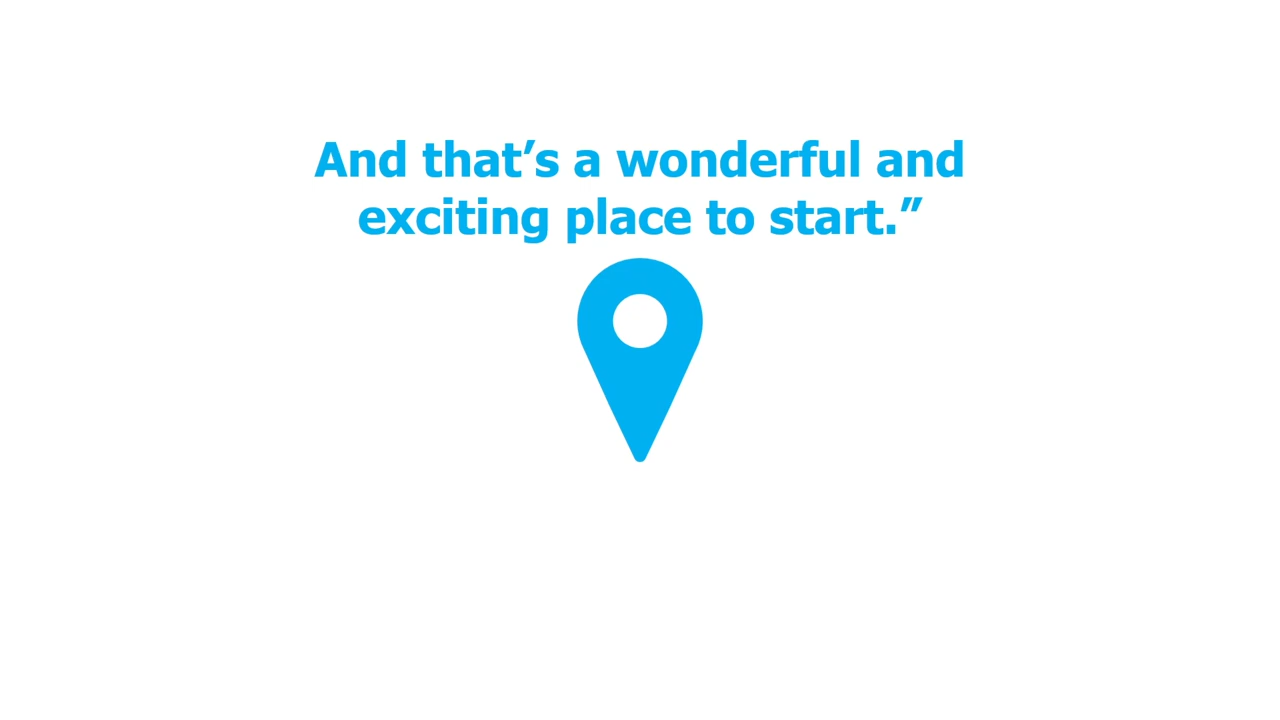 And that’s a wonderful and
exciting place to start.”